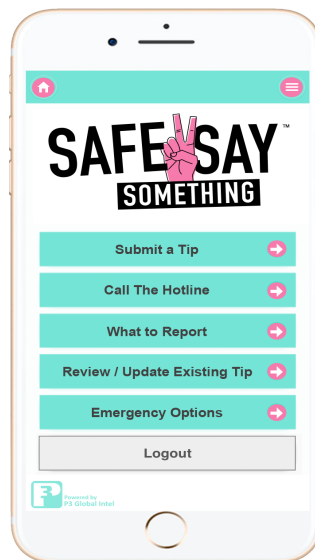 SAFE SAY ™
SOMETHING
Submit a Tip
Call The Hotline
What to Report
Review / Update Existing Tip
Emergency Options
Logout
Powered by
P3 Global Intel